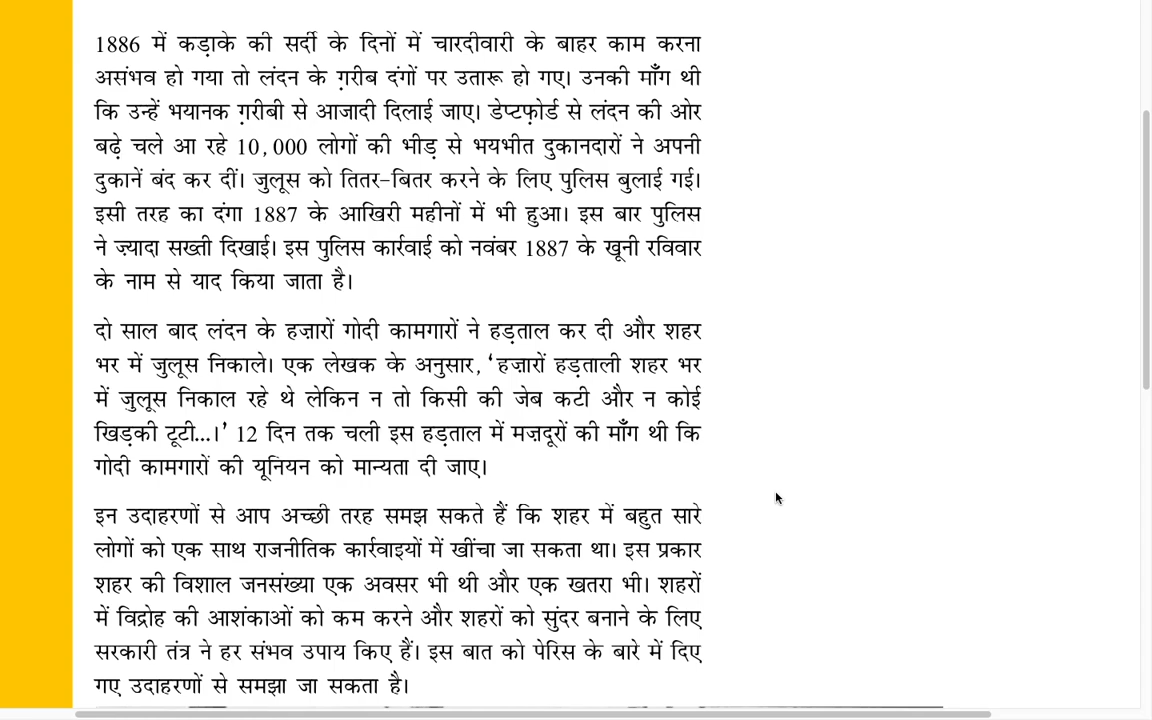 1886 में कड़ाके की सर्दी के दिनों में चारदीवारी के बाहर काम करना
असंभव हो गया तो लंदन के ग़रीब दंगों पर उतारू हो गए। उनकी माँग थी
कि उन्हें भयानक ग़रीबी से आजादी दिलाई जाए। डेप्टफ़ोर्ड से लंदन की ओर
बढ़े चले आ रहे 10,000 लोगों की भीड़ से भयभीत दुकानदारों ने अपनी
दुकानें बंद कर दीं। जुलूस को तितर-बितर करने के लिए पुलिस बुलाई गई।
इसी तरह का दंगा 1887 के आखिरी महीनों में भी हुआ। इस बार पुलिस
ने ज़्यादा सख्ती दिखाई। इस पुलिस कार्रवाई को नवंबर 1887 के खूनी रविवार
के नाम से याद किया जाता है।
दो साल बाद लंदन के हज़ारों गोदी कामगारों ने हड़ताल कर दी और शहर
भर में जुलूस निकाले। एक लेखक के अनुसार, ‘हज़ारों हड़ताली शहर भर
में जुलूस निकाल रहे थे लेकिन न तो किसी की जेब कटी और न कोई
खिड़की टूटी...।’ 12 दिन तक चली इस हड़ताल में मज़दूरों की माँग थी कि
गोदी कामगारों की यूनियन को मान्यता दी जाए।
इन उदाहरणों से आप अच्छी तरह समझ सकते हैं कि शहर में बहुत सारे
लोगों को एक साथ राजनीतिक कार्रवाइयों में खींचा जा सकता था। इस प्रकार
शहर की विशाल जनसंख्या एक अवसर भी थी और एक खतरा भी। शहरों
में विद्रोह की आशंकाओं को कम करने और शहरों को सुंदर बनाने के लिए
सरकारी तंत्र ने हर संभव उपाय किए हैं। इस बात को पेरिस के बारे में दिए
गए उदाहरणों से समझा जा सकता है।